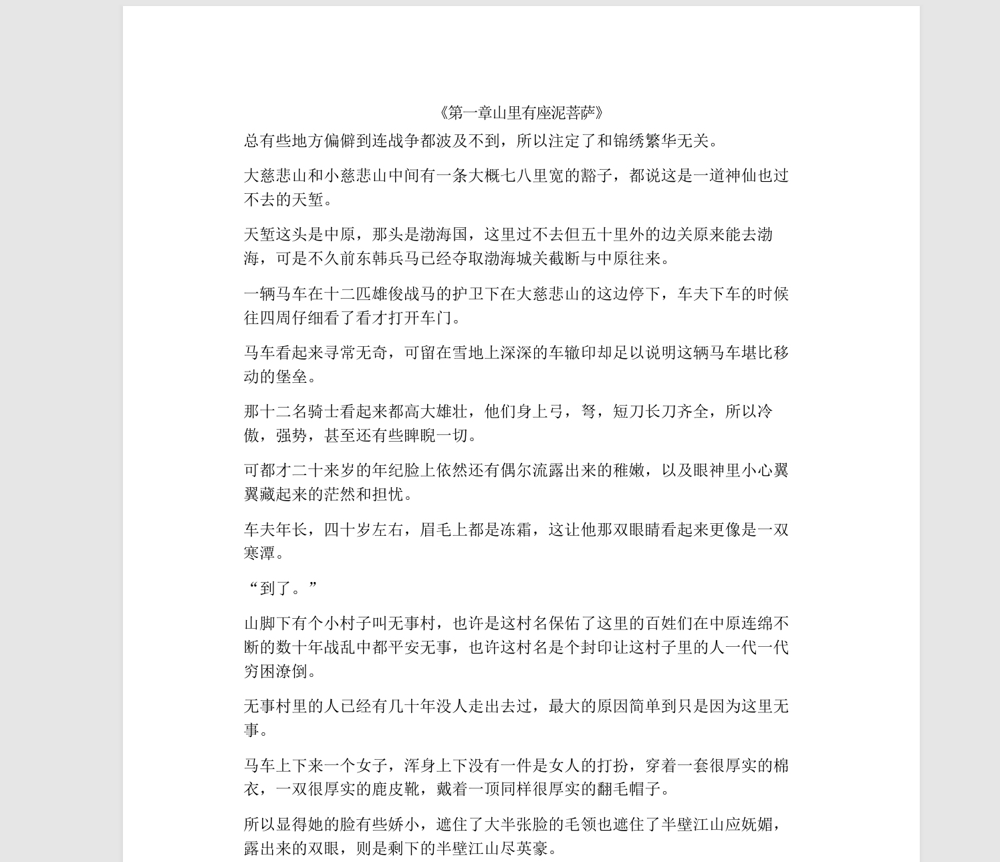 《第一章山里有座泥菩萨》
总有些地方偏僻到连战争都波及不到，所以注定了和锦绣繁华无关。
大慈悲山和小慈悲山中间有一条大概七八里宽的豁子，都说这是一道神仙也过
不去的天堑。
天堑这头是中原，那头是渤海国，这里过不去但五十里外的边关原来能去渤
海，可是不久前东韩兵马已经夺取渤海城关截断与中原往来。
一辆马车在十二匹雄俊战马的护卫下在大慈悲山的这边停下，车夫下车的时候
往四周仔细看了看才打开车门。
马车看起来寻常无奇，可留在雪地上深深的车辙印却足以说明这辆马车堪比移
动的堡垒。
那十二名骑士看起来都高大雄壮，他们身上弓，弩，短刀长刀齐全，所以冷
傲，强势，甚至还有些睥睨一切。
可都才二十来岁的年纪脸上依然还有偶尔流露出来的稚嫩，以及眼神里小心翼
翼藏起来的茫然和担忧。
车夫年长，四十岁左右，眉毛上都是冻霜，这让他那双眼睛看起来更像是一双
寒潭。
“到了。”
山脚下有个小村子叫无事村，也许是这村名保佑了这里的百姓们在中原连绵不
断的数十年战乱中都平安无事，也许这村名是个封印让这村子里的人一代一代
穷困潦倒。
无事村里的人已经有几十年没人走出去过，最大的原因简单到只是因为这里无
事。
马车上下来一个女子，浑身上下没有一件是女人的打扮，穿着一套很厚实的棉
衣，一双很厚实的鹿皮靴，戴着一顶同样很厚实的翻毛帽子。
所以显得她的脸有些娇小，遮住了大半张脸的毛领也遮住了半壁江山应妩媚，
露出来的双眼，则是剩下的半壁江山尽英豪。